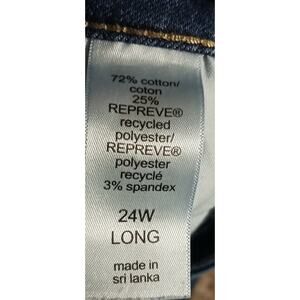 72% cotton/
coton
25%
REPREVE®
recycled
polyester/
REPREVE®
polyester
recyclé
3% spandex
24W
LONG
made in
sri lanka